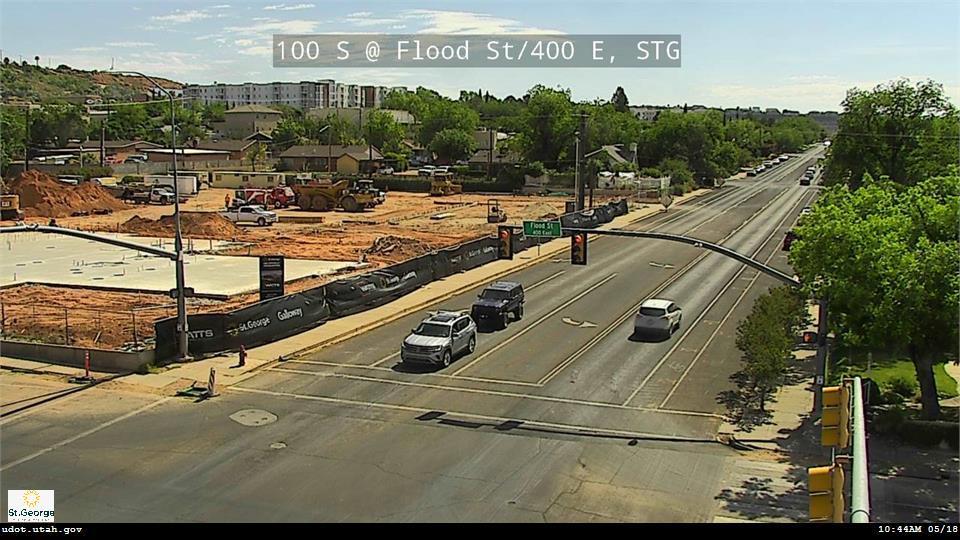 100 S @ Flood St/400 E, STG
Flood St
400 East
WATTS
St.George
Galloway
St.George
udot.utah.gov
10:44AM 05/18